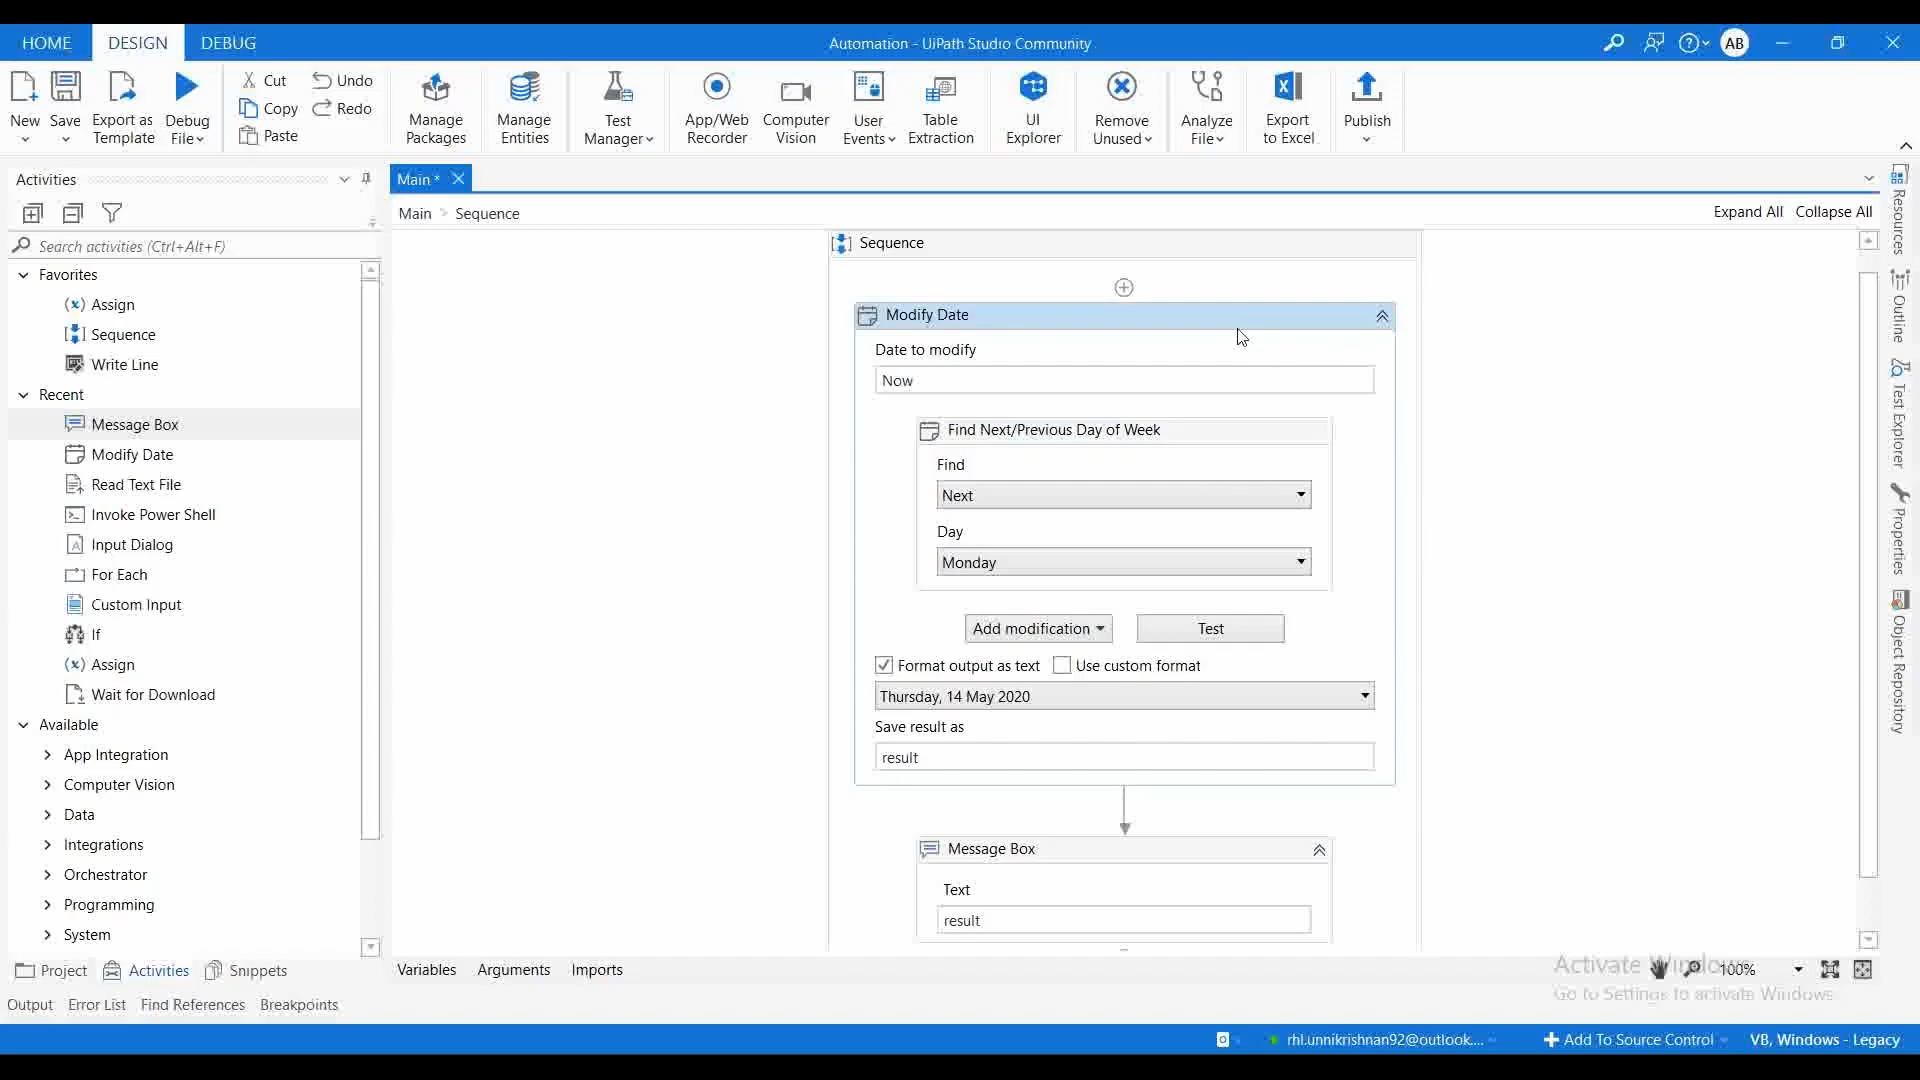 HOME DESIGN DEBUG
Automation - UiPath Studio Community
AB
New Save Export as Template Debug File
Cut Undo
Copy Redo
Paste
Manage Packages
Manage Entities
Test Manager
App/Web Recorder
Computer Vision
User Events
Table Extraction
UI Explorer
Remove Unused
Analyze File
Export to Excel
Publish
Activities
Search activities (Ctrl+Alt+F)
Favorites
Assign
Sequence
Write Line
Recent
Message Box
Modify Date
Read Text File
Invoke Power Shell
Input Dialog
For Each
Custom Input
If
Assign
Wait for Download
Available
App Integration
Computer Vision
Data
Integrations
Orchestrator
Programming
System
Project Activities Snippets
Main *
Main > Sequence
Expand All Collapse All
Sequence
Modify Date
Date to modify
Now
Find Next/Previous Day of Week
Find
Next
Day
Monday
Add modification Test
Format output as text Use custom format
Thursday, 14 May 2020
Save result as
result
Message Box
Text
result
Variables Arguments Imports
100%
Activate Windows
Go to Settings to activate Windows.
Resources
Outline
Test Explorer
Properties
Object Repository
Output Error List Find References Breakpoints
rhl.unnikrishnan92@outlook....
Add To Source Control
VB, Windows - Legacy